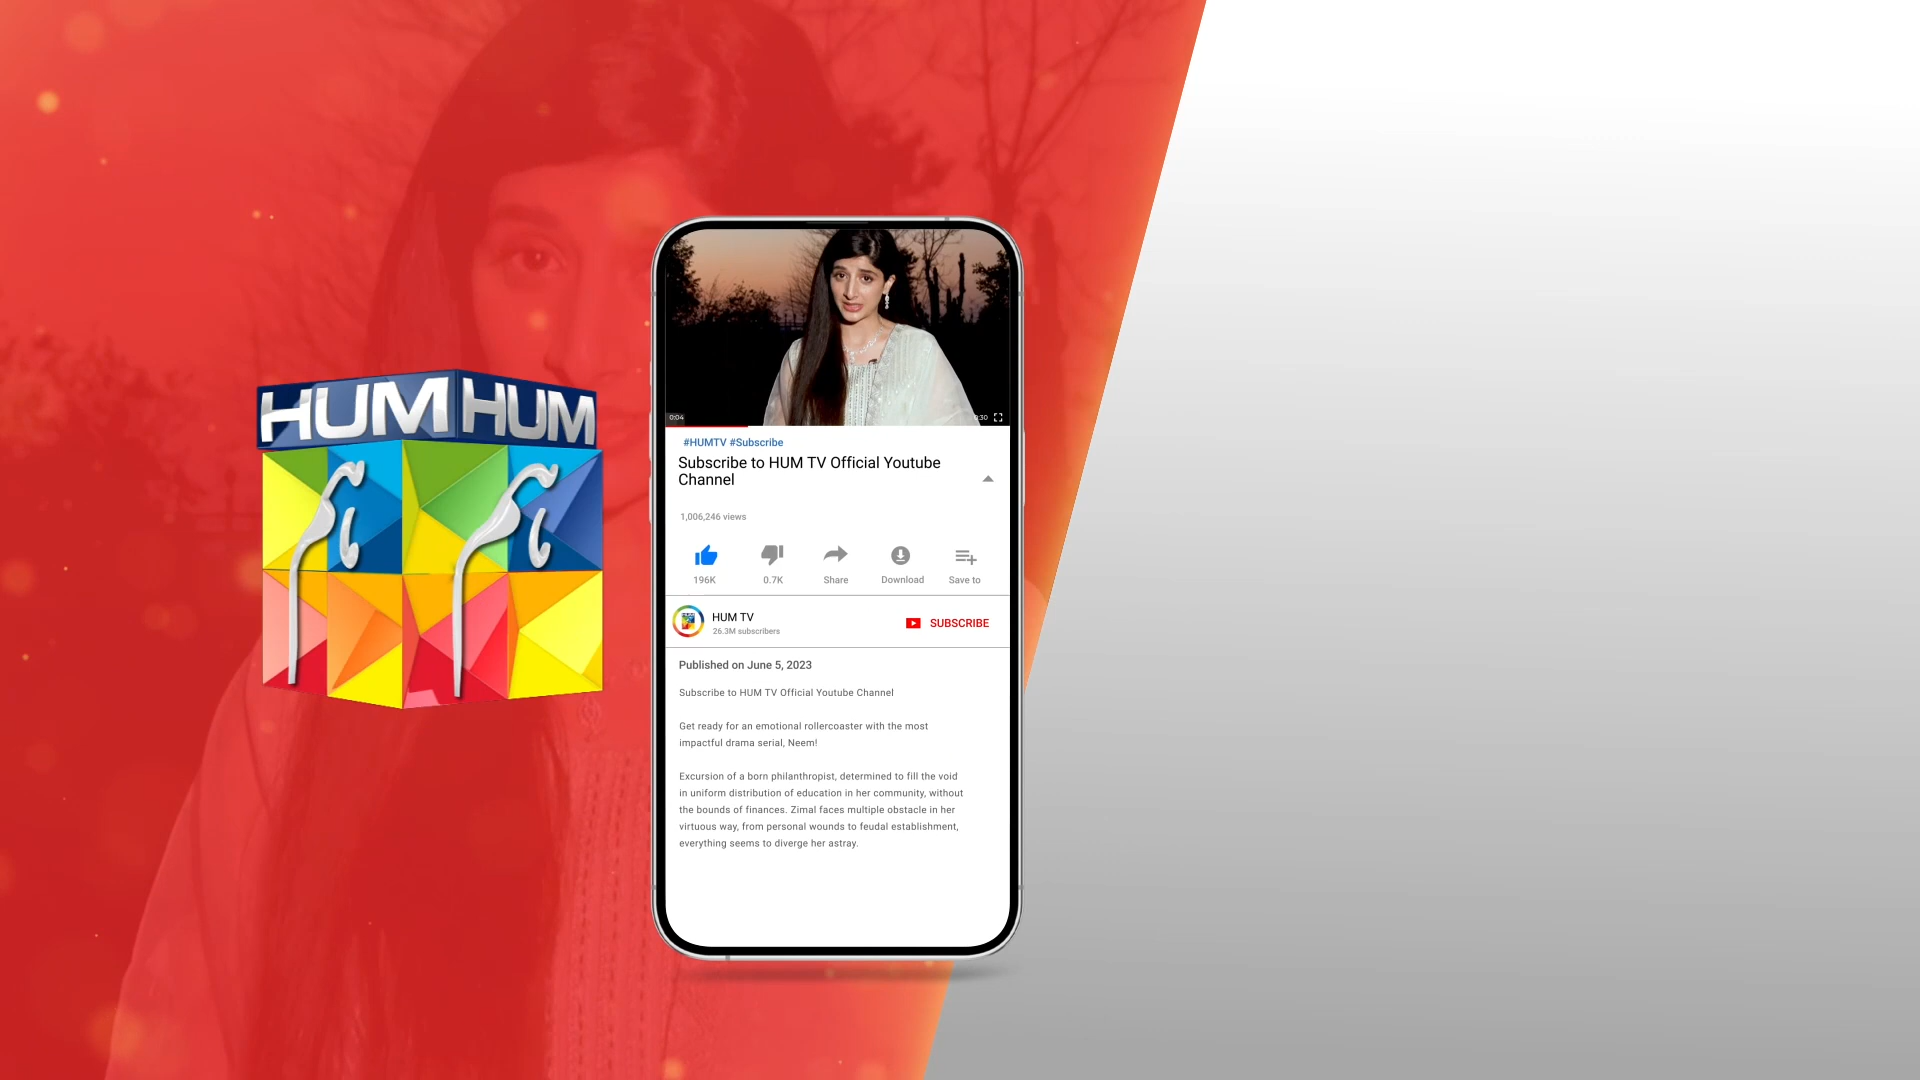 HUM HUM
ہم ہم
0:04
0:30
#HUMTV #Subscribe
Subscribe to HUM TV Official Youtube
Channel
1,006,246 views
196K
0.7K
Share
Download
Save to
HUM TV
26.3M subscribers
SUBSCRIBE
Published on June 5, 2023
Subscribe to HUM TV Official Youtube Channel
Get ready for an emotional rollercoaster with the most
impactful drama serial, Neem!
Excursion of a born philanthropist, determined to fill the void
in uniform distribution of education in her community, without
the bounds of finances. Zimal faces multiple obstacle in her
virtuous way, from personal wounds to feudal establishment,
everything seems to diverge her astray.